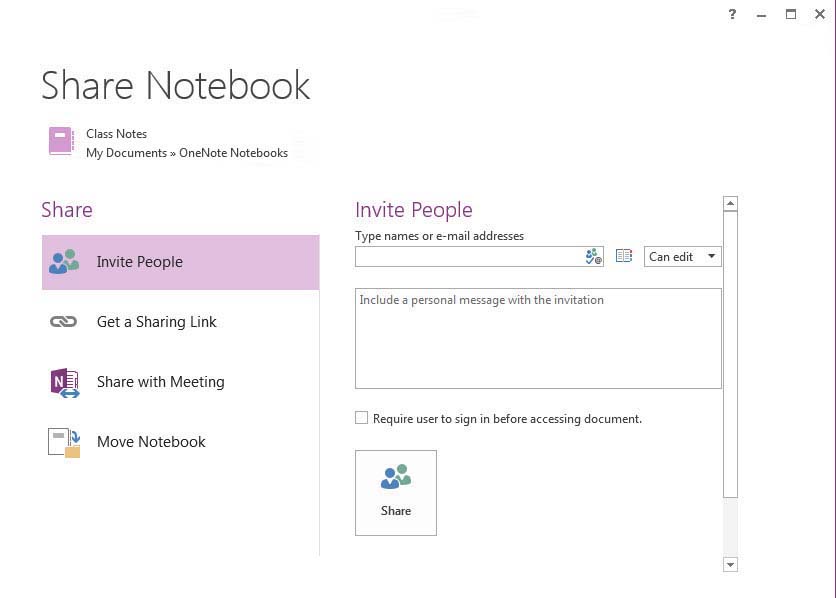 ?
Share Notebook
Class Notes
My Documents » OneNote Notebooks
Share
Invite People
Get a Sharing Link
N
Share with Meeting
Move Notebook
Invite People
Type names or e-mail addresses
Can edit
Include a personal message with the invitation
Require user to sign in before accessing document.
Share